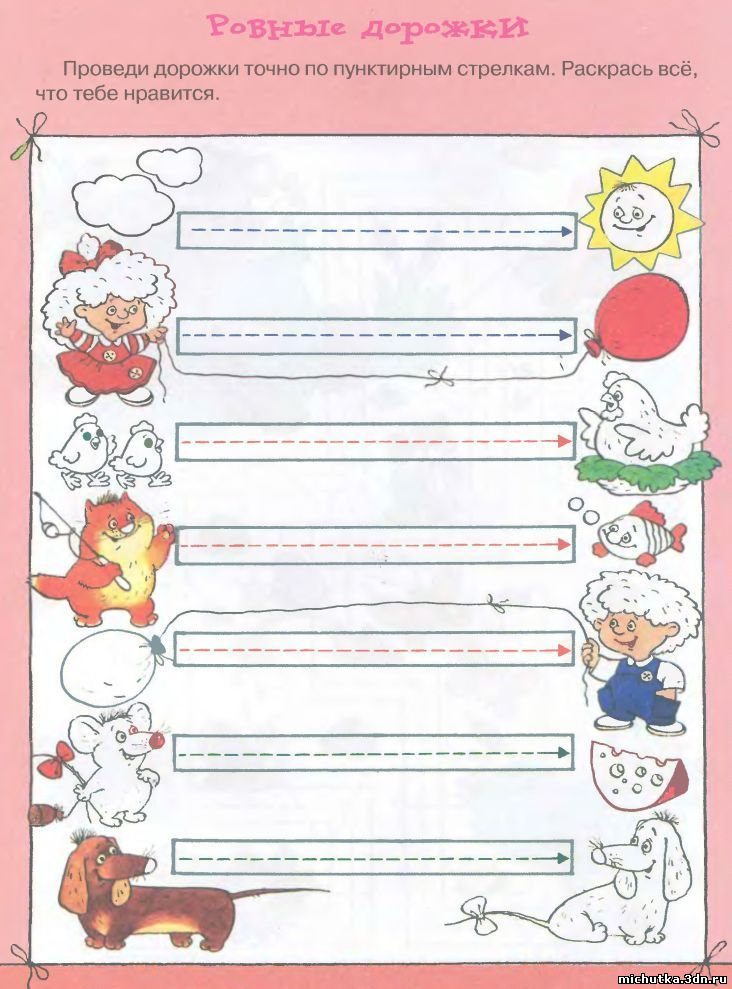 Ровные дорожки
Проведи дорожки точно по пунктирным стрелкам. Раскрась всё,
что тебе нравится.
michutka.3dn.ru